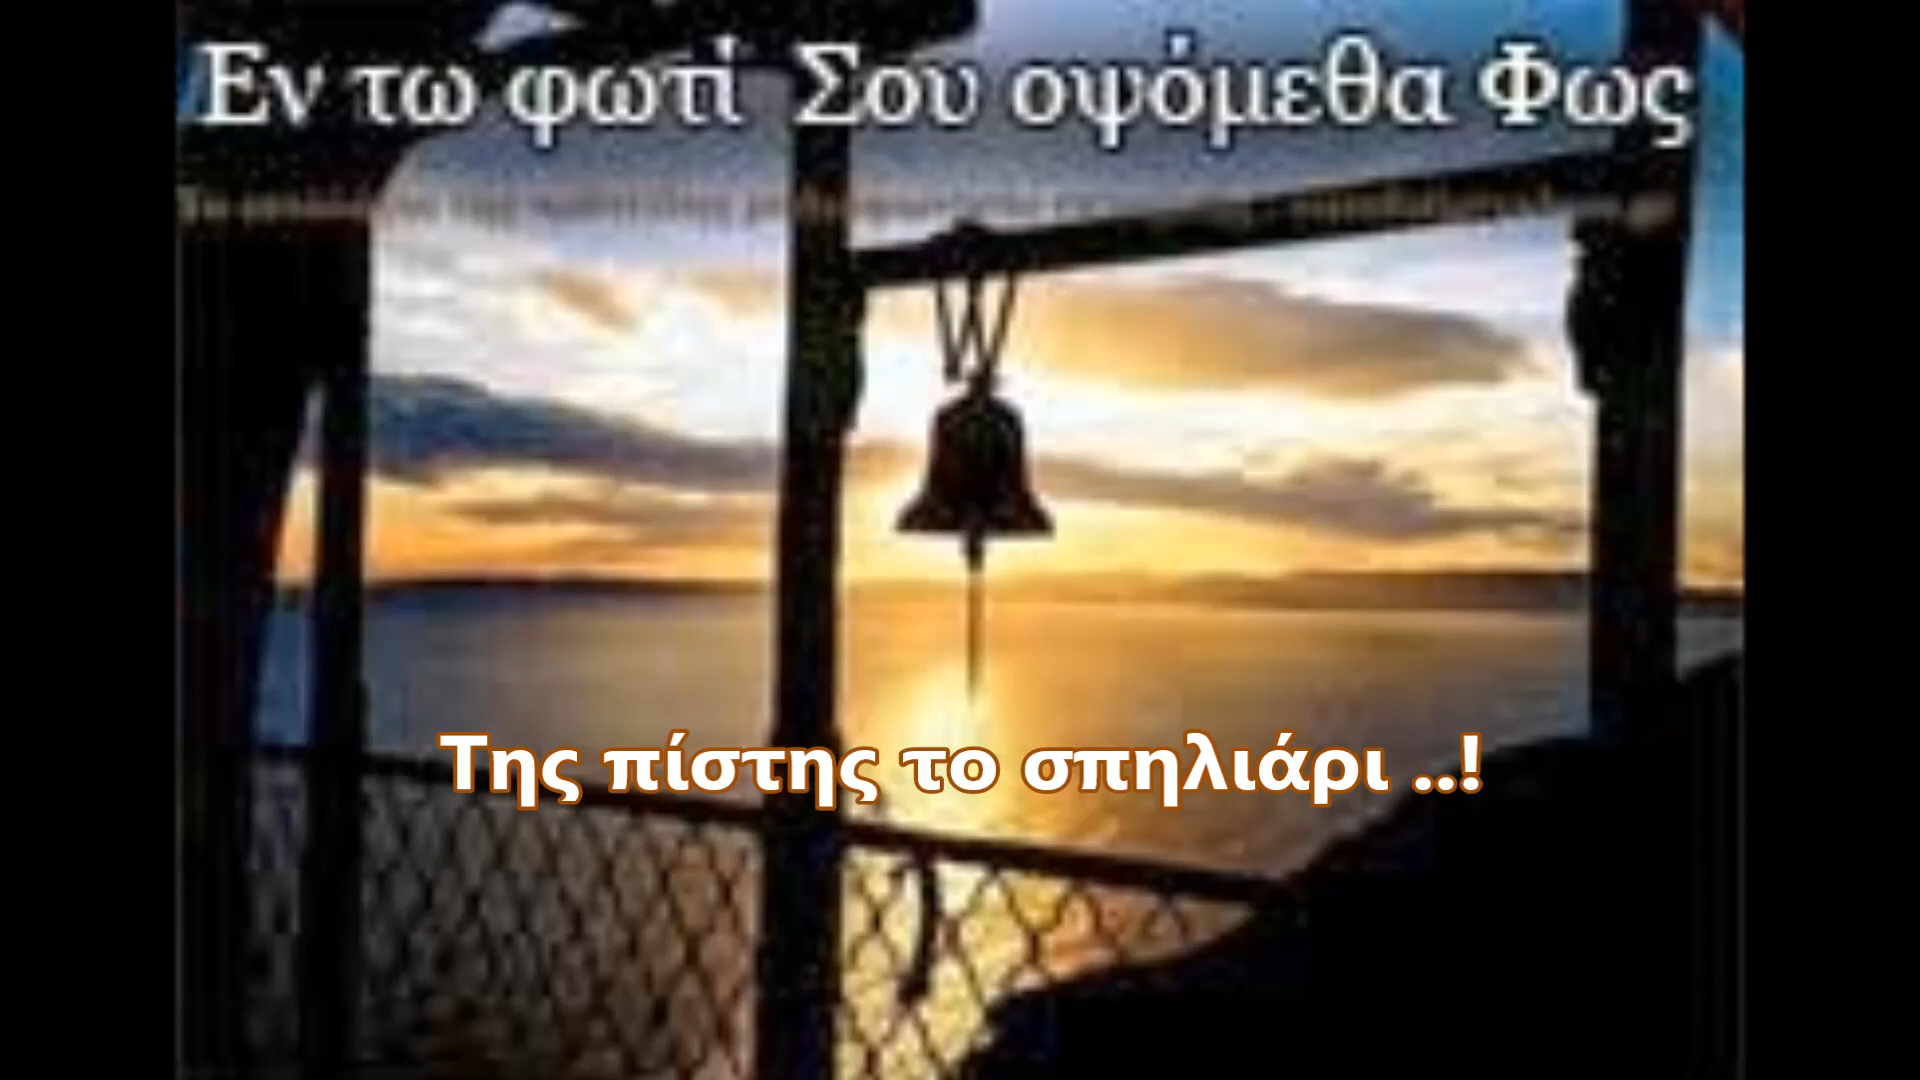 Εν τω φωτί Σου οψόμεθα Φως
Της πίστης το σπηλιάρι ..!